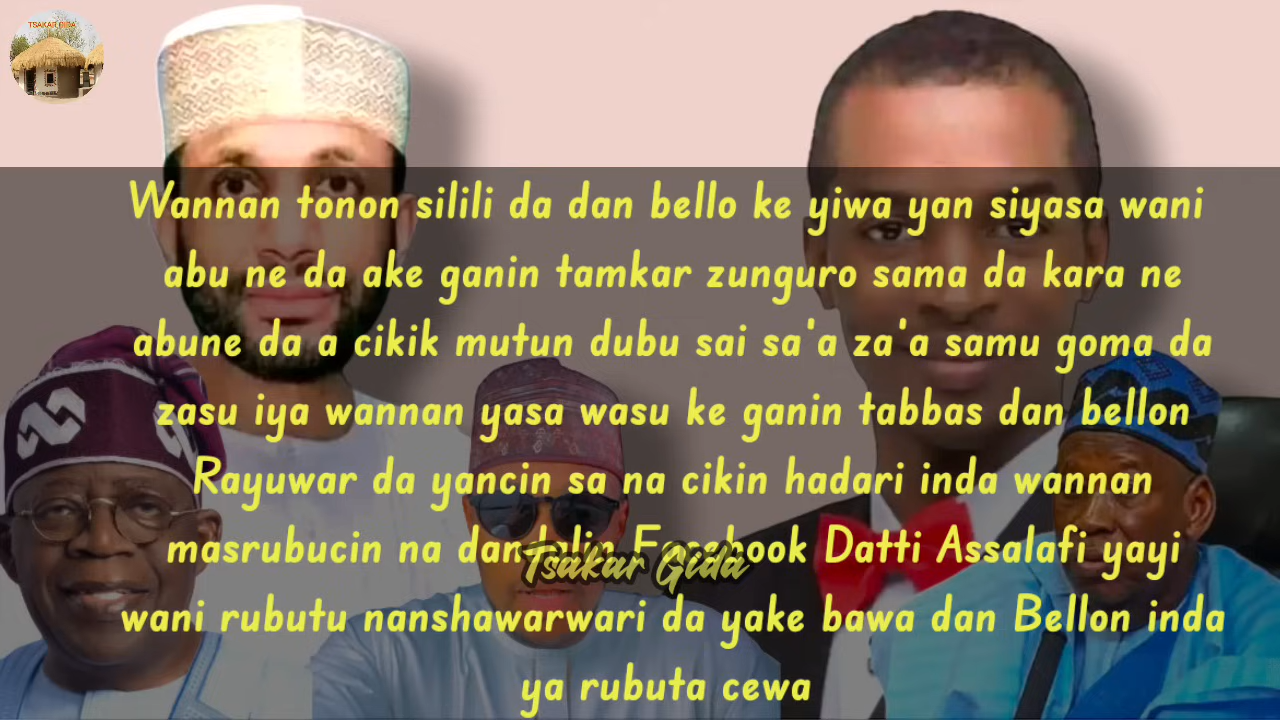 TSAKAR GIDA
Wannan tonon silili da dan bello ke yiwa yan siyasa wani
abu ne da ake ganin tamkar zunguro sama da kara ne
abune da a cikik mutun dubu sai sa'a za'a samu goma da
zasu iya wannan yasa wasu ke ganin tabbas dan bellon
Rayuwar da yancin sa na cikin hadari inda wannan
masrubucin na dandalin Facebook Datti Assalafi yayi
Tsakar Gida
wani rubutu nanshawarwari da yake bawa dan Bellon inda
ya rubuta cewa